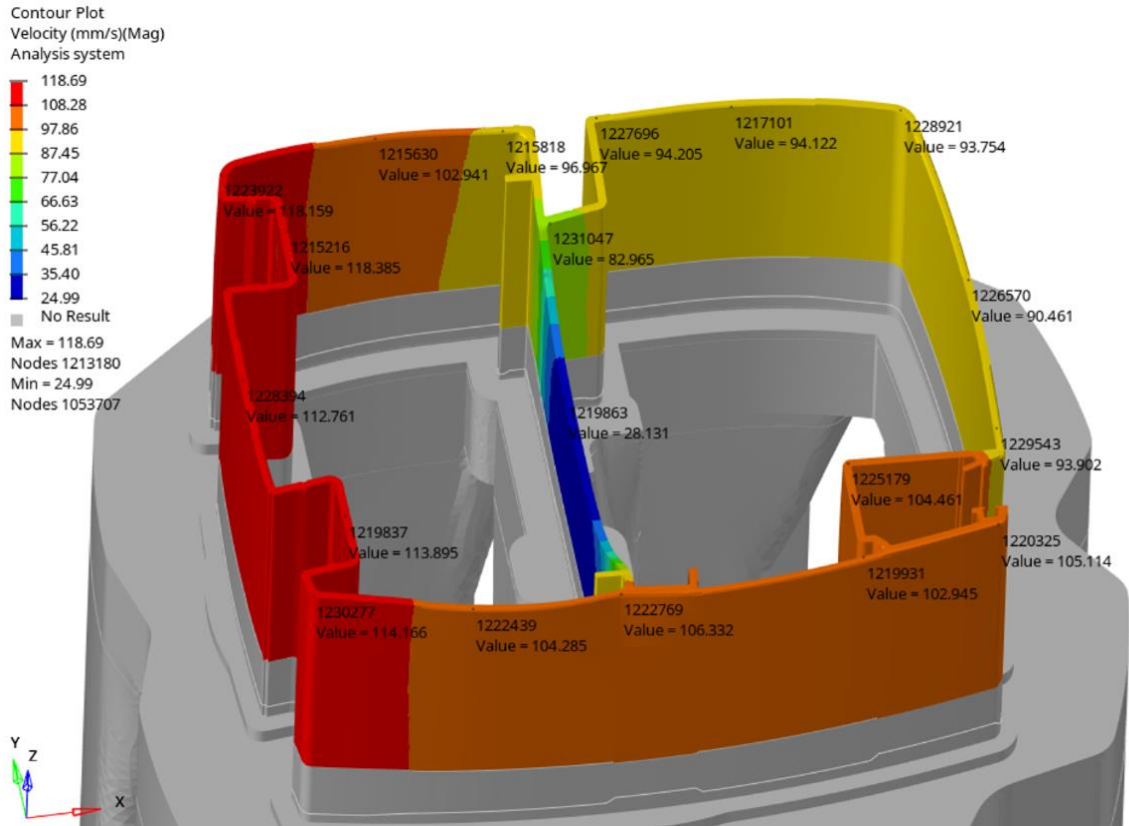 Contour Plot
Velocity (mm/s)(Mag)
Analysis system
118.69
108.28
97.86
87.45
77.04
66.63
56.22
45.81
35.40
24.99
No Result
Max = 118.69
Nodes 1213180
Min = 24.99
Nodes 1053707
1215630
Value = 102.941
1215818
Value = 96.967
1227696
Value = 94.205
1217101
Value = 94.122
1228921
Value = 93.754
1223922
Value = 118.159
1215216
Value = 118.385
1231047
Value = 82.965
1226570
Value = 90.461
1228394
Value = 112.761
1219863
Value = 28.131
1229543
Value = 93.902
1225179
Value = 104.461
1219837
Value = 113.895
1220325
Value = 105.114
1219931
Value = 102.945
1230277
Value = 114.166
1222439
Value = 104.285
1222769
Value = 106.332
Y
Z
X